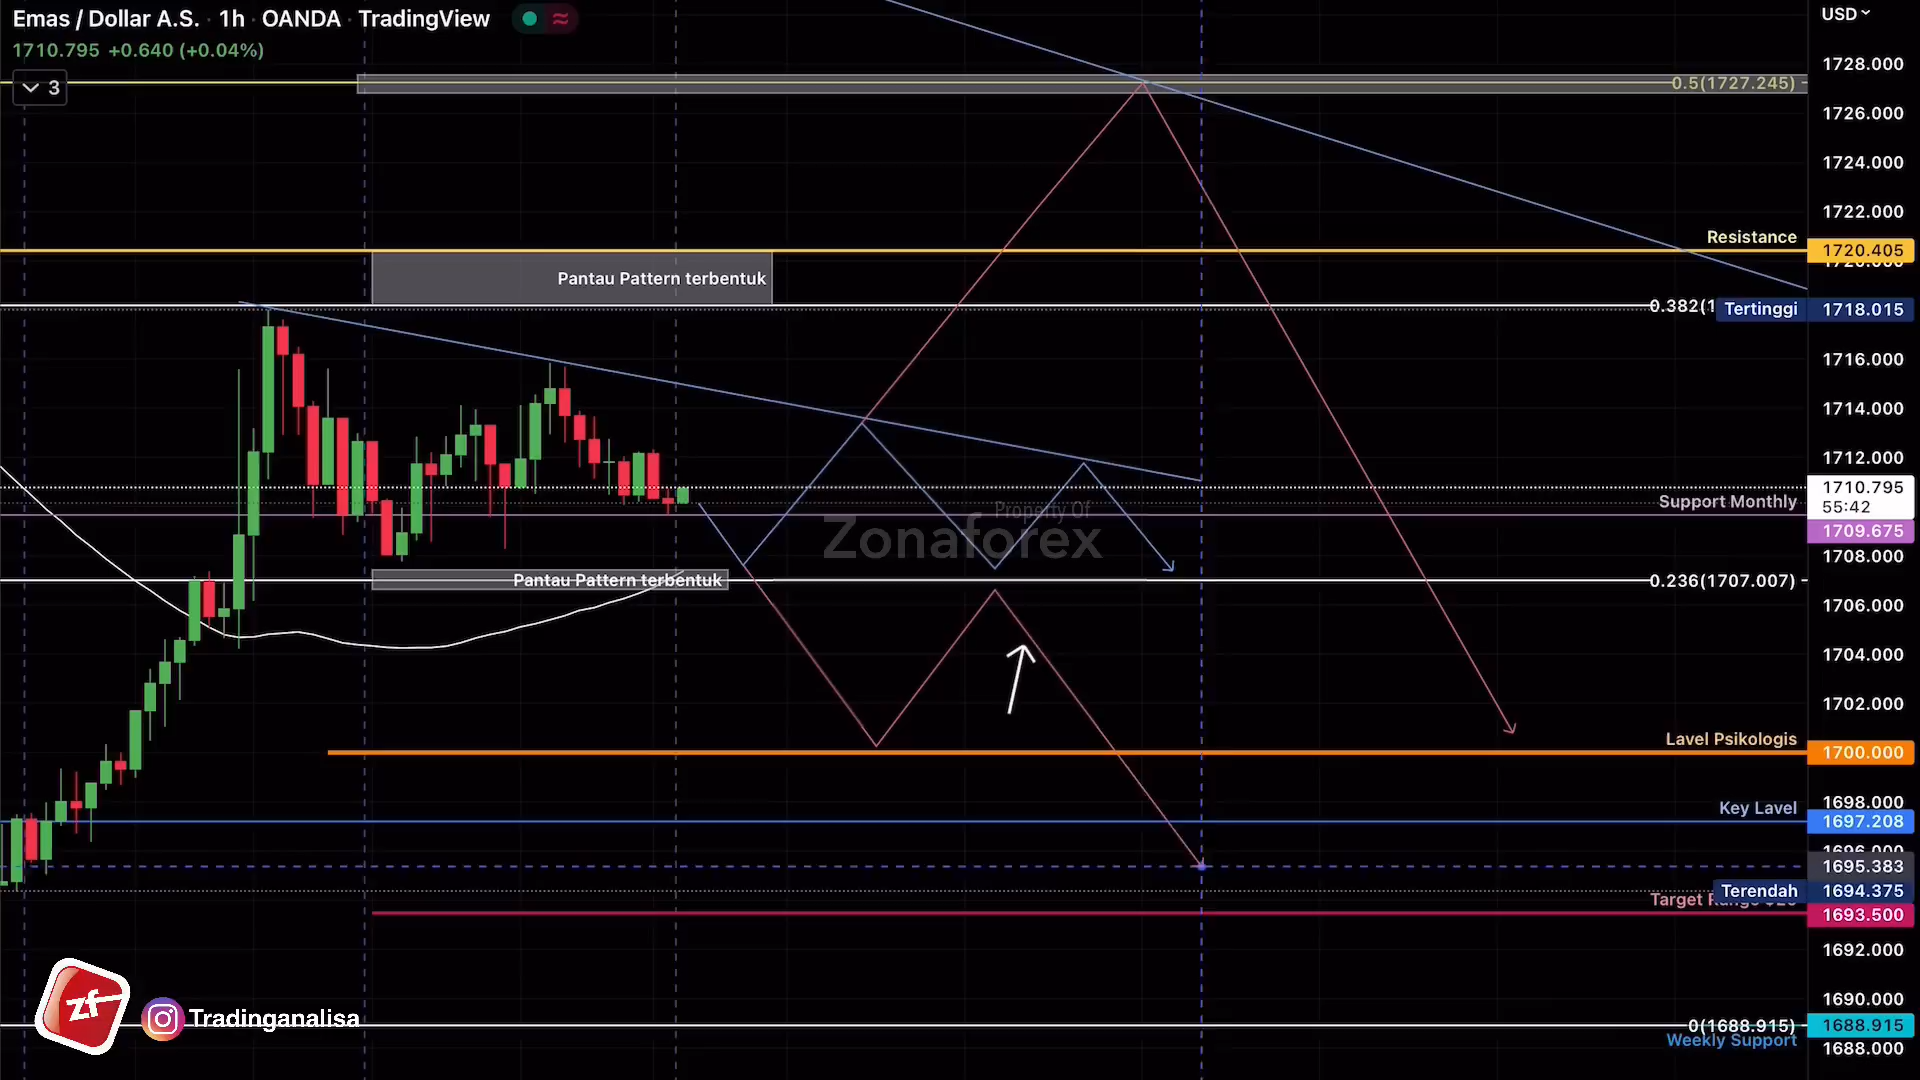 Emas / Dollar A.S. · 1h · OANDA · TradingView
USD
1710.795 +0.640 (+0.04%)
3
1728.000
0.5(1727.245)
1726.000
1724.000
1722.000
Resistance
1720.405
Pantau Pattern terbentuk
0.382(1
Tertinggi
1718.015
1716.000
1714.000
1712.000
1710.795
55:42
Support Monthly
1709.675
Property Of
Zonaforex
1708.000
Pantau Pattern terbentuk
0.236(1707.007)
1706.000
1704.000
1702.000
Lavel Psikologis
1700.000
1698.000
Key Lavel
1697.208
1695.383
Terendah
1694.375
Target
1693.500
1692.000
1690.000
zf
Tradinganalisa
0(1688.915)
1688.915
Weekly Support
1688.000